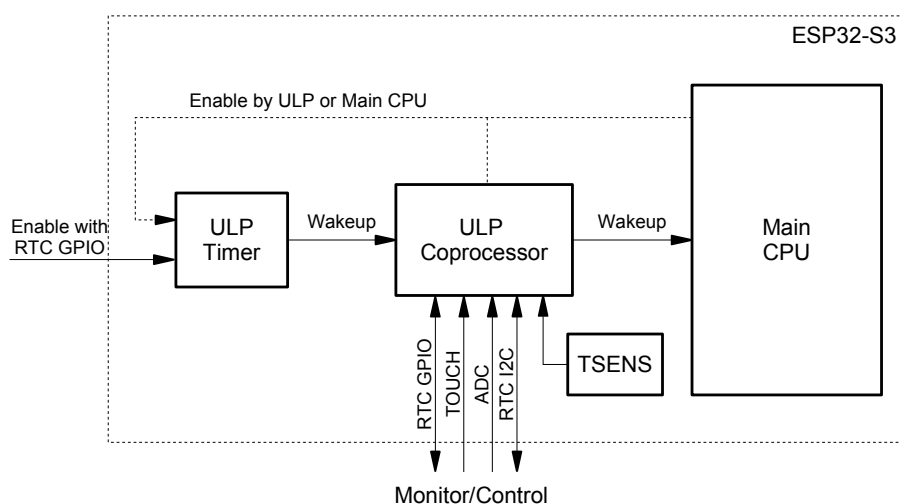 ESP32-S3
Enable by ULP or Main CPU
Enable with
RTC GPIO
ULP
Timer
Wakeup
ULP
Coprocessor
Wakeup
Main
CPU
RTC GPIO
TOUCH
ADC
RTC I2C
TSENS
Monitor/Control